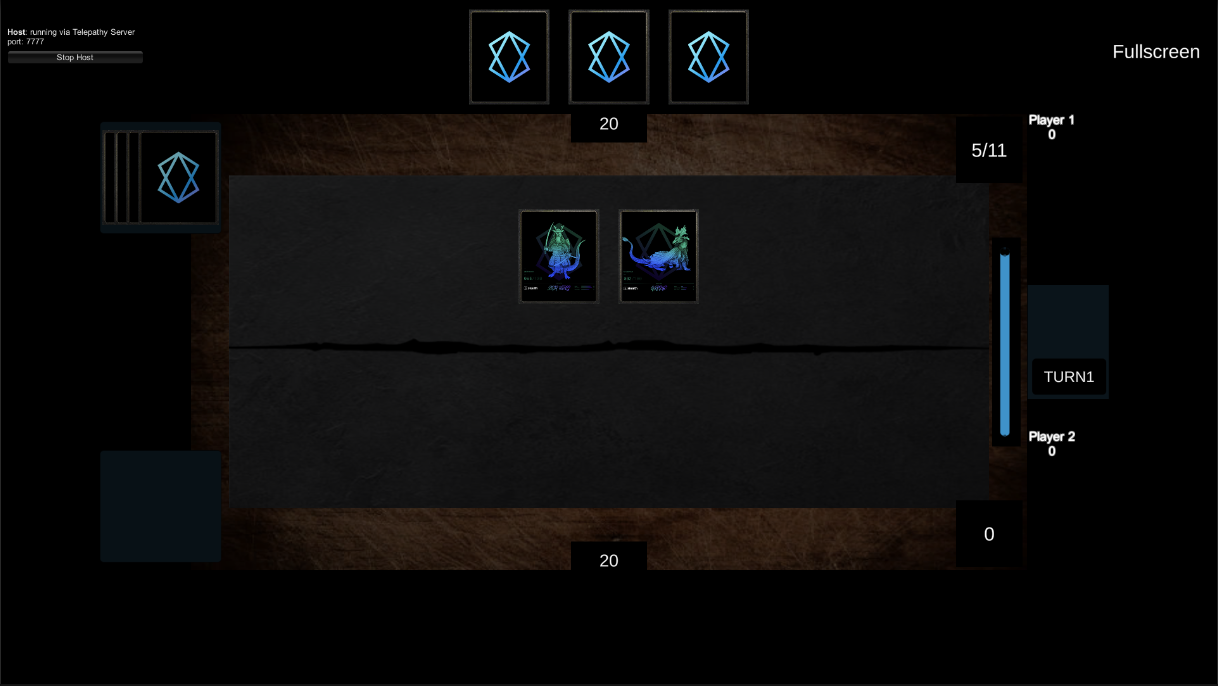 Host: running via Telepathy Server
port: 7777
Stop Host
Fullscreen
20
Player 1
0
5/11
TURN1
Player 2
0
0
20